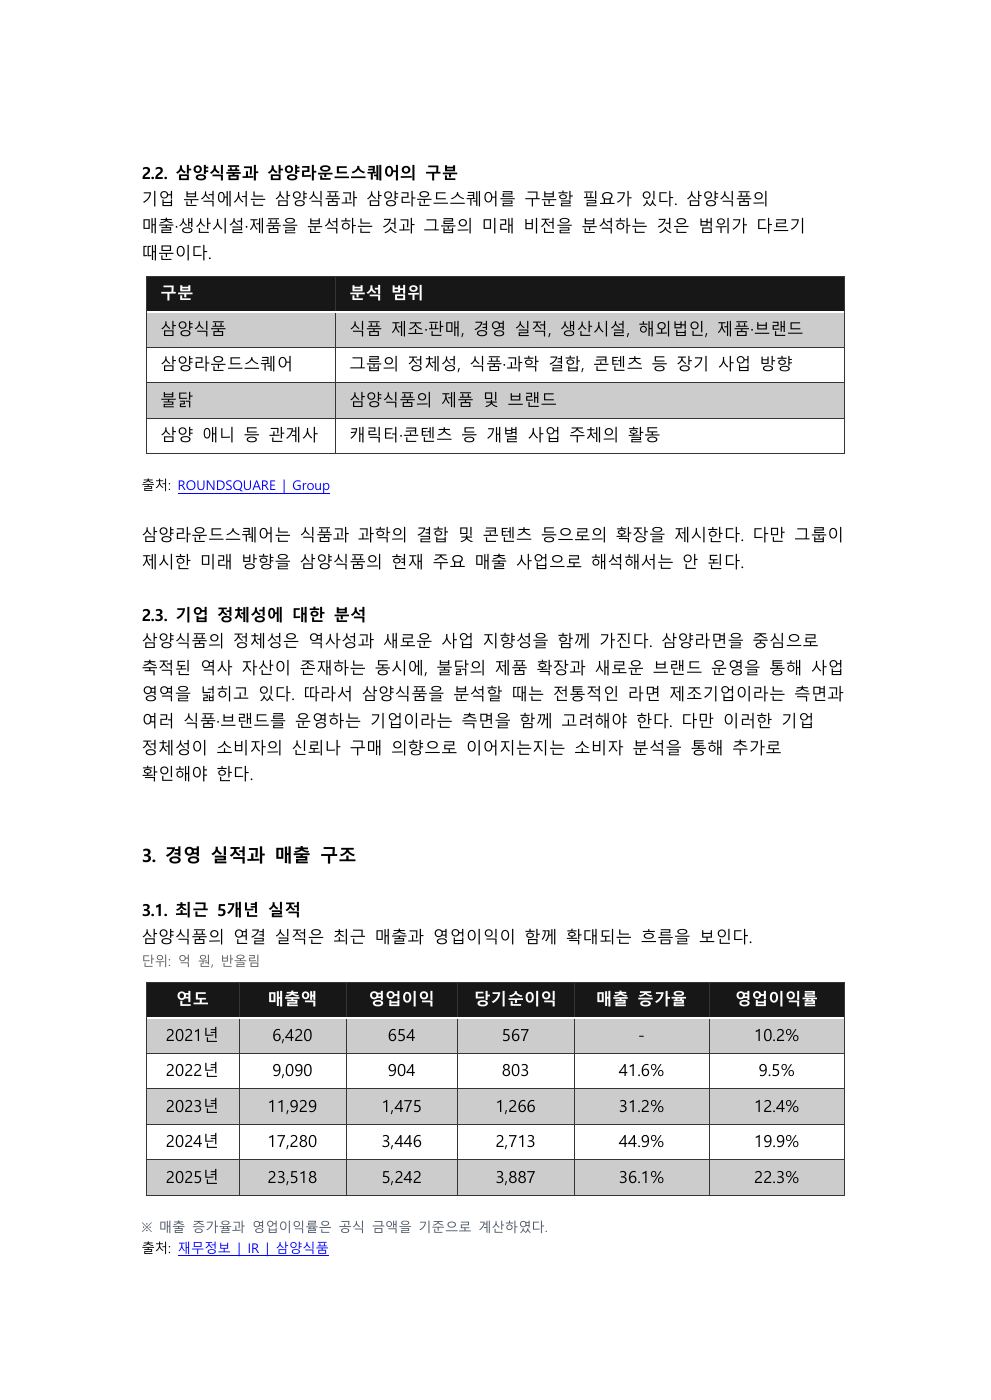 2.2. 삼양식품과 삼양라운드스퀘어의 구분
기업 분석에서는 삼양식품과 삼양라운드스퀘어를 구분할 필요가 있다. 삼양식품의
매출·생산시설·제품을 분석하는 것과 그룹의 미래 비전을 분석하는 것은 범위가 다르기
때문이다.
구분 분석 범위
삼양식품 식품 제조·판매, 경영 실적, 생산시설, 해외법인, 제품·브랜드
삼양라운드스퀘어 그룹의 정체성, 식품·과학 결합, 콘텐츠 등 장기 사업 방향
불닭 삼양식품의 제품 및 브랜드
삼양 애니 등 관계사 캐릭터·콘텐츠 등 개별 사업 주체의 활동
출처: ROUNDSQUARE | Group
삼양라운드스퀘어는 식품과 과학의 결합 및 콘텐츠 등으로의 확장을 제시한다. 다만 그룹이
제시한 미래 방향을 삼양식품의 현재 주요 매출 사업으로 해석해서는 안 된다.
2.3. 기업 정체성에 대한 분석
삼양식품의 정체성은 역사성과 새로운 사업 지향성을 함께 가진다. 삼양라면을 중심으로
축적된 역사 자산이 존재하는 동시에, 불닭의 제품 확장과 새로운 브랜드 운영을 통해 사업
영역을 넓히고 있다. 따라서 삼양식품을 분석할 때는 전통적인 라면 제조기업이라는 측면과
여러 식품·브랜드를 운영하는 기업이라는 측면을 함께 고려해야 한다. 다만 이러한 기업
정체성이 소비자의 신뢰나 구매 의향으로 이어지는지는 소비자 분석을 통해 추가로
확인해야 한다.
3. 경영 실적과 매출 구조
3.1. 최근 5개년 실적
삼양식품의 연결 실적은 최근 매출과 영업이익이 함께 확대되는 흐름을 보인다.
단위: 억 원, 반올림
연도 매출액 영업이익 당기순이익 매출 증가율 영업이익률
2021년 6,420 654 567 - 10.2%
2022년 9,090 904 803 41.6% 9.5%
2023년 11,929 1,475 1,266 31.2% 12.4%
2024년 17,280 3,446 2,713 44.9% 19.9%
2025년 23,518 5,242 3,887 36.1% 22.3%
※ 매출 증가율과 영업이익률은 공식 금액을 기준으로 계산하였다.
출처: 재무정보 | IR | 삼양식품